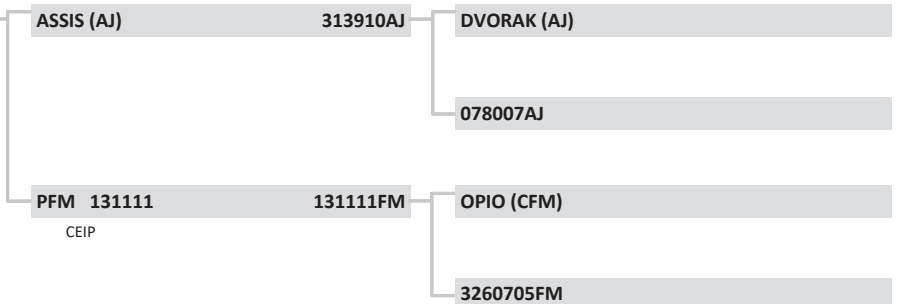 ASSIS (AJ) 313910AJ
DVORAK (AJ)
078007AJ
PFM 131111 131111FM
CEIP
OPIO (CFM)
3260705FM